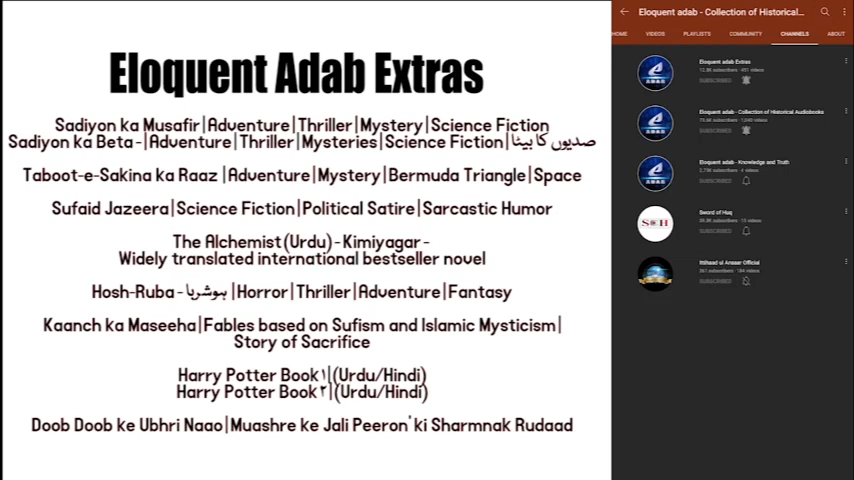 Eloquent Adab Extras
Sadiyon ka Musafir|Adventure|Thriller|Mystery|Science Fiction
Sadiyon ka Beta-|Adventure|Thriller|Mysteries|Science Fiction|صدیوں کا بیٹا
Taboot-e-Sakina ka Raaz |Adventure|Mystery|Bermuda Triangle|Space
Sufaid Jazeera|Science Fiction|Political Satire|Sarcastic Humor
The Alchemist(Urdu)-Kimiyagar-
Widely translated international bestseller novel
Hosh-Ruba - ہوشربا |Horror|Thriller|Adventure|Fantasy
Kaanch ka Maseeha|Fables based on Sufism and Islamic Mysticism|
Story of Sacrifice
Harry Potter Book۱|(Urdu/Hindi)
Harry Potter Book۲|(Urdu/Hindi)
Doob Doob ke Ubhri Naao|Muashre ke Jali Peeron'ki Sharmnak Rudaad
Eloquent adab - Collection of Historical...
HOME VIDEOS PLAYLISTS COMMUNITY CHANNELS ABOUT
Eloquent adab Extras
SUBSCRIBED
Eloquent adab - Collection of Historical Audiobooks
SUBSCRIBED
Eloquent adab - Knowledge and Truth
SUBSCRIBED
SCH
Sword of Huq
SUBSCRIBED
Ittihaad ul Ansaar Official
SUBSCRIBED